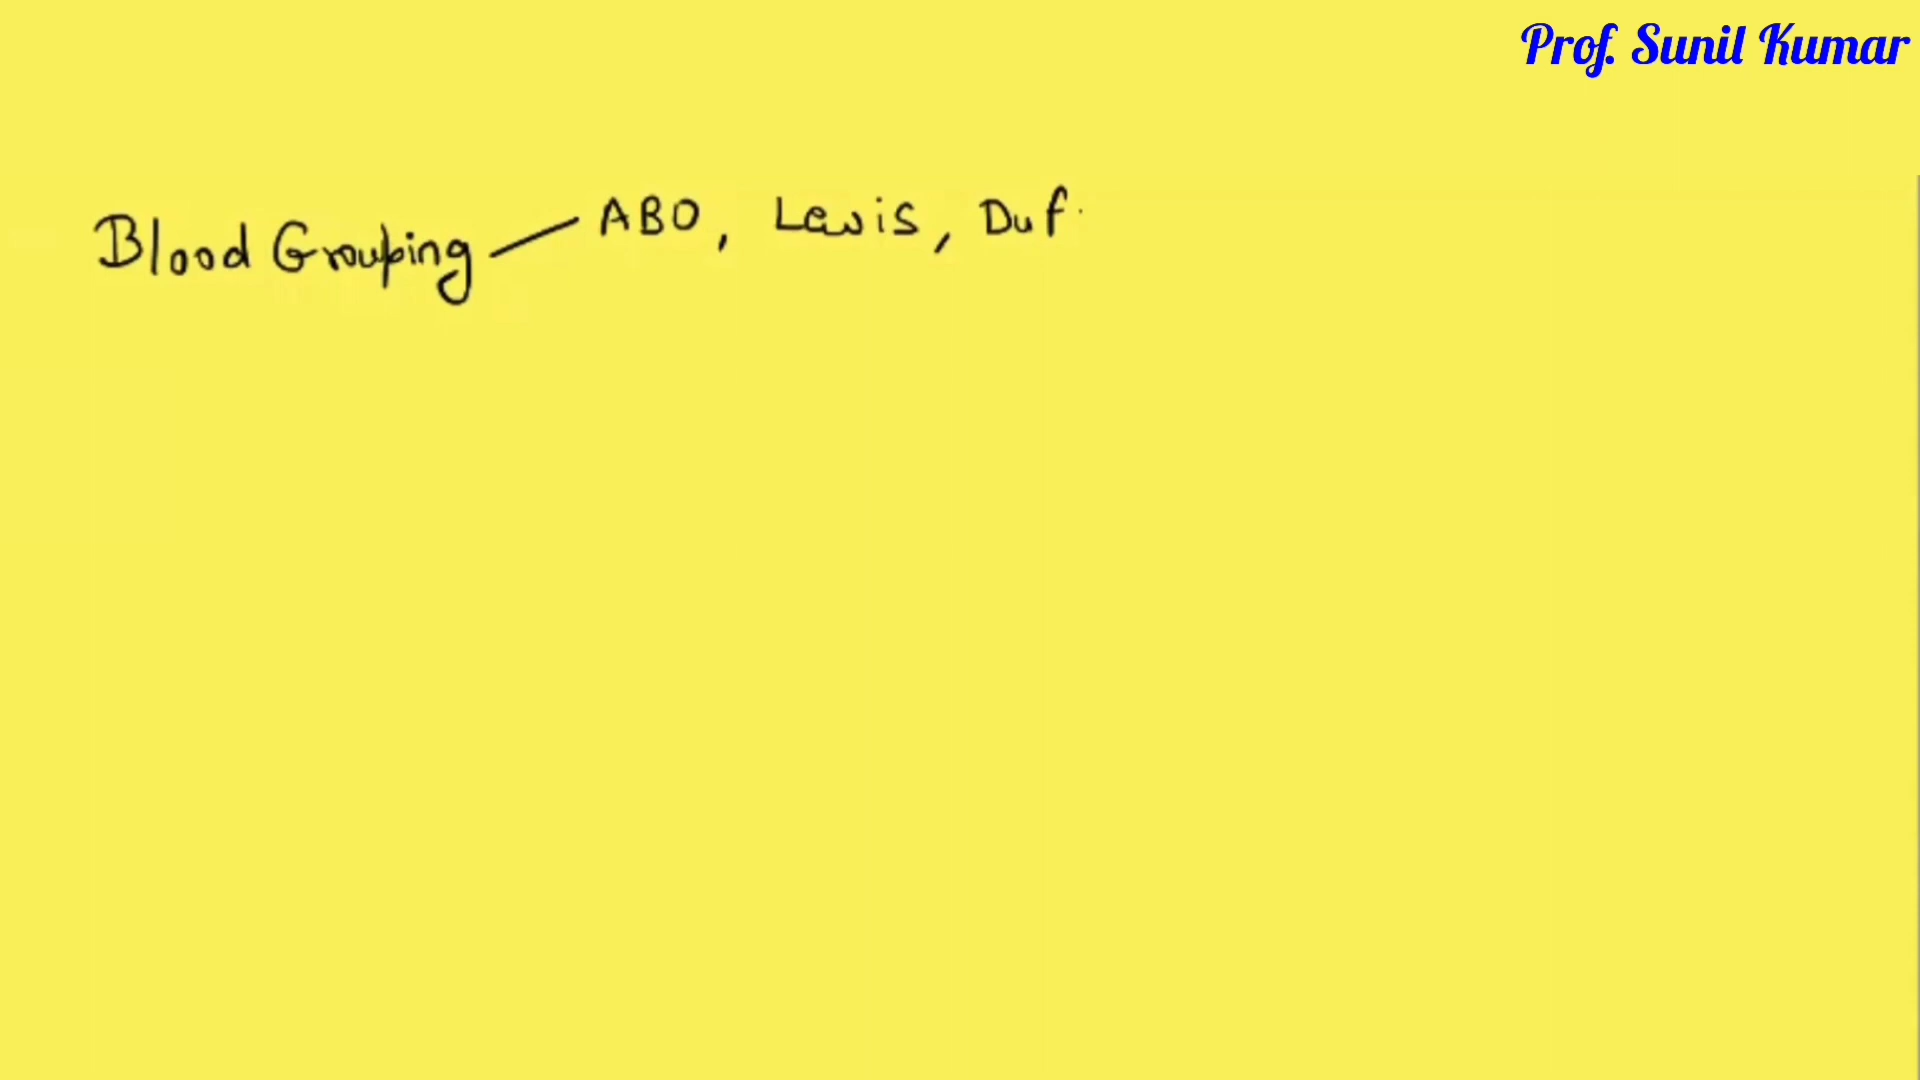 Prof. Sunil Kumar
Blood Grouping — ABO, Lewis, Duf